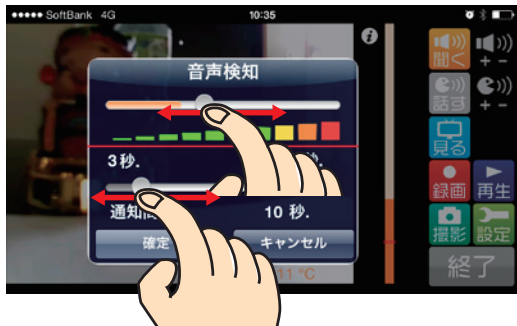 ●●●●● SoftBank 4G 10:35
音声検知
3秒. 秒.
通知間 10 秒.
確定 キャンセル
11 °C
i
聞く + -
話す + -
見る
録画 再生
撮影 設定
終了